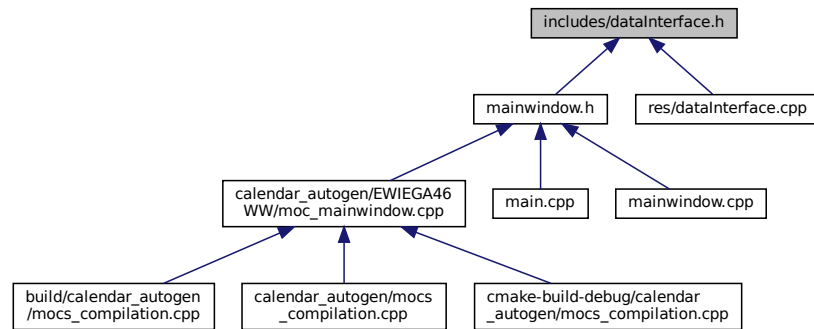 includes/dataInterface.h
mainwindow.h
res/dataInterface.cpp
calendar_autogen/EWIEGA46
WW/moc_mainwindow.cpp
main.cpp
mainwindow.cpp
build/calendar_autogen
/mocs_compilation.cpp
calendar_autogen/mocs
_compilation.cpp
cmake-build-debug/calendar
_autogen/mocs_compilation.cpp